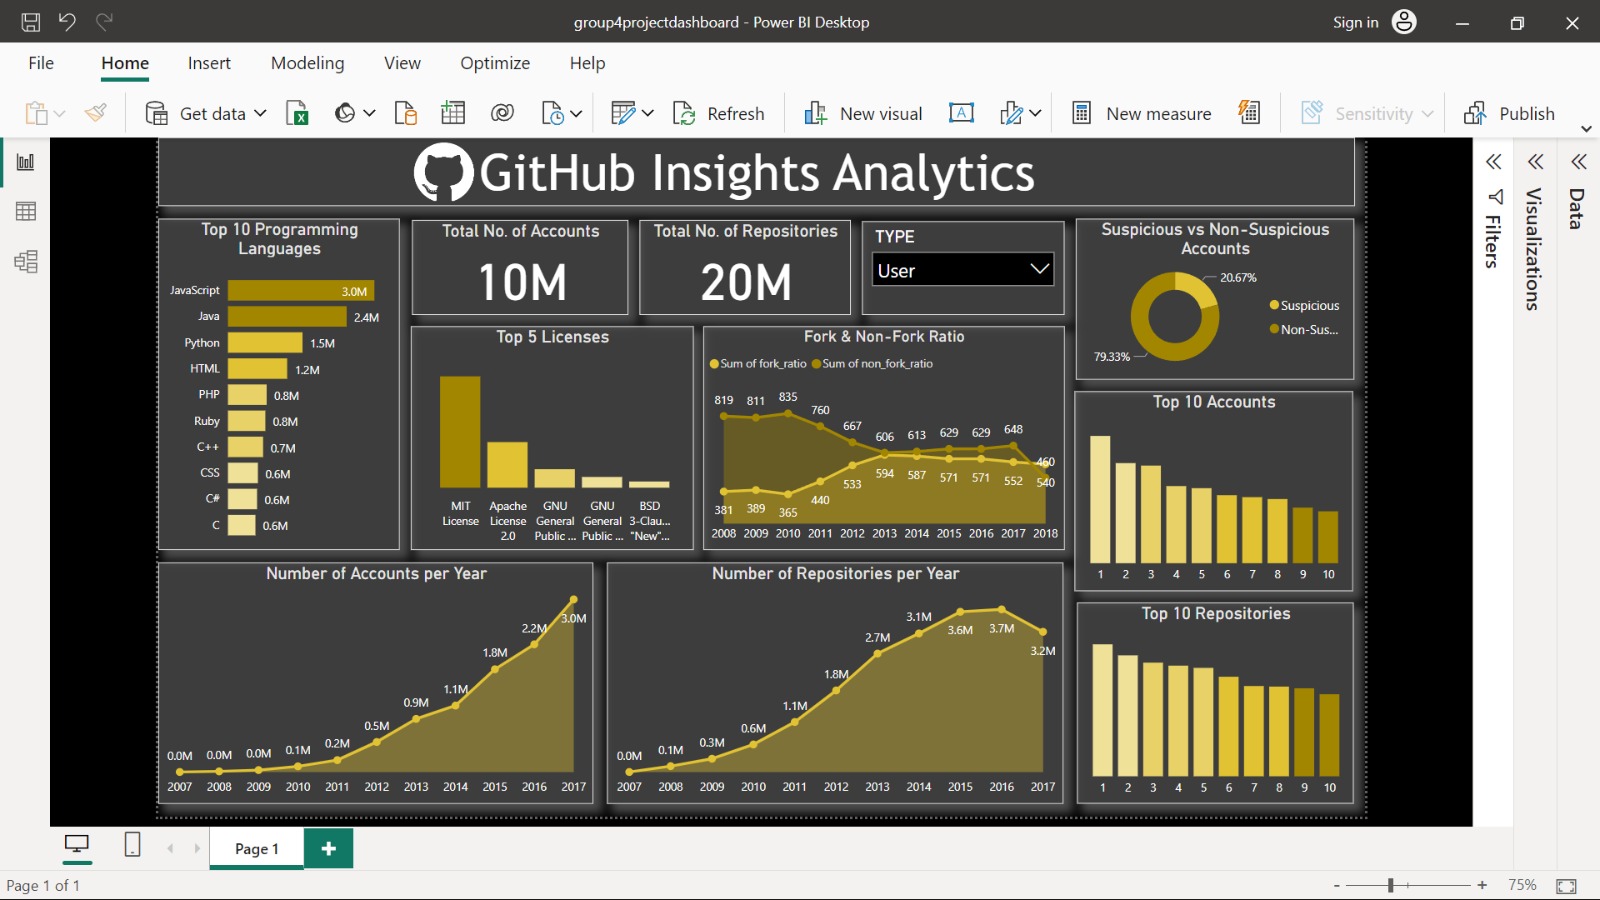 group4projectdashboard - Power BI Desktop
Sign in
File Home Insert Modeling View Optimize Help
Get data Refresh New visual New measure Sensitivity Publish
GitHub Insights Analytics
Top 10 Programming
Languages
JavaScript 3.0M
Java 2.4M
Python 1.5M
HTML 1.2M
PHP 0.8M
Ruby 0.8M
C++ 0.7M
CSS 0.6M
C# 0.6M
C 0.6M
Total No. of Accounts
10M
Total No. of Repositories
20M
TYPE
User
Suspicious vs Non-Suspicious
Accounts
20.67%
79.33%
Suspicious
Non-Sus...
Top 5 Licenses
MIT
License
Apache
License
2.0
GNU
General
Public ...
GNU
General
Public ...
BSD
3-Clau...
"New"...
Fork & Non-Fork Ratio
Sum of fork_ratio Sum of non_fork_ratio
819 811 835 760 667 606 613 629 629 648 460
381 389 365 440 533 594 587 571 571 552 540
2008 2009 2010 2011 2012 2013 2014 2015 2016 2017 2018
Top 10 Accounts
1 2 3 4 5 6 7 8 9 10
Number of Accounts per Year
0.0M 0.0M 0.0M 0.1M 0.2M 0.5M 0.9M 1.1M 1.8M 2.2M 3.0M
2007 2008 2009 2010 2011 2012 2013 2014 2015 2016 2017
Number of Repositories per Year
0.0M 0.1M 0.3M 0.6M 1.1M 1.8M 2.7M 3.1M 3.6M 3.7M 3.2M
2007 2008 2009 2010 2011 2012 2013 2014 2015 2016 2017
Top 10 Repositories
1 2 3 4 5 6 7 8 9 10
Filters
Visualizations
Data
Page 1
+
Page 1 of 1
- + 75%